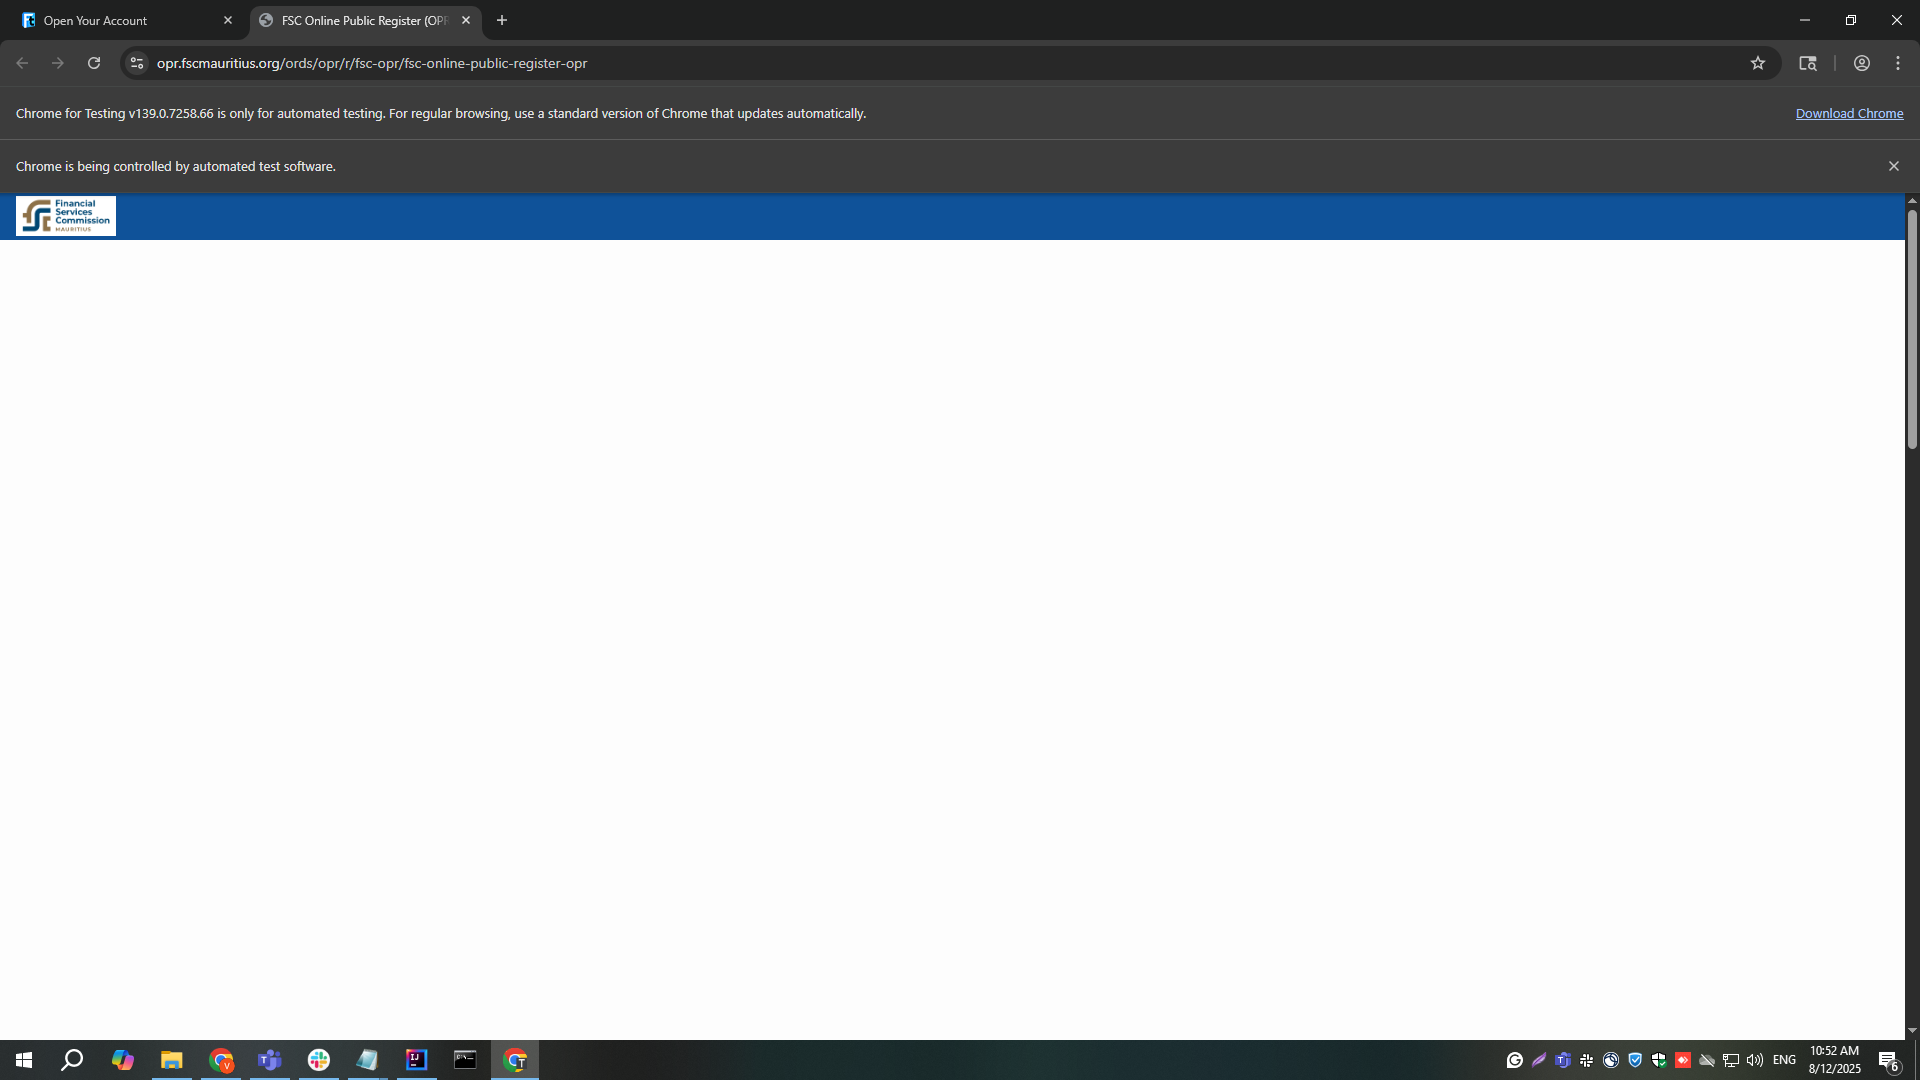 Open Your Account
FSC Online Public Register (OPR
opr.fscmauritius.org/ords/opr/r/fsc-opr/fsc-online-public-register-opr
Chrome for Testing v139.0.7258.66 is only for automated testing. For regular browsing, use a standard version of Chrome that updates automatically.
Download Chrome
Chrome is being controlled by automated test software.
Financial
Services
Commission
MAURITIUS
ENG
10:52 AM
8/12/2025
6